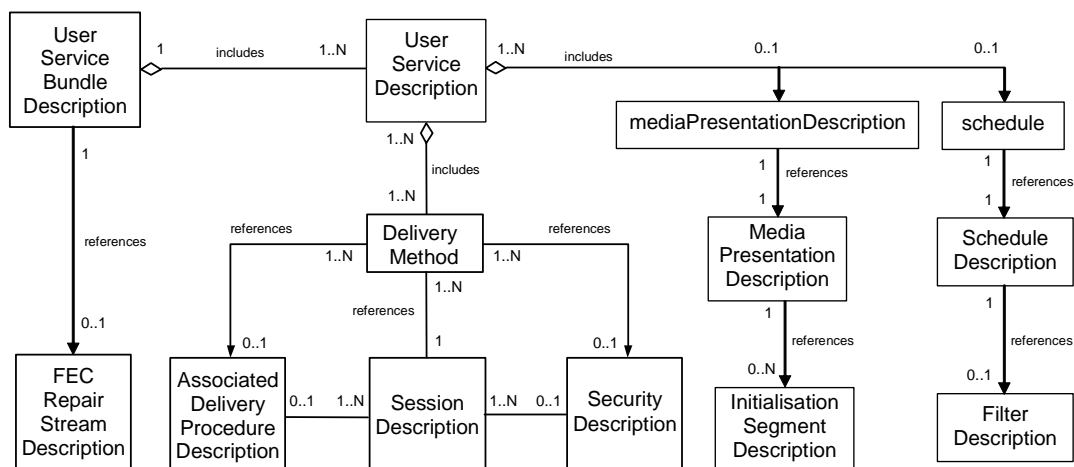 User
Service
Bundle
Description
1
includes
1..N
User
Service
Description
1..N
includes
0..1
0..1
mediaPresentationDescription
schedule
1
1..N
includes
1..N
1
references
1
1
references
1
references
references
1..N
Delivery
Method
1..N
references
1..N
references
1
Media
Presentation
Description
Schedule
Description
1
references
0..N
1
references
0..1
0..1
0..1
0..1
FEC
Repair
Stream
Description
Associated
Delivery
Procedure
Description
0..1
1..N
Session
Description
1..N
0..1
Security
Description
Initialisation
Segment
Description
Filter
Description